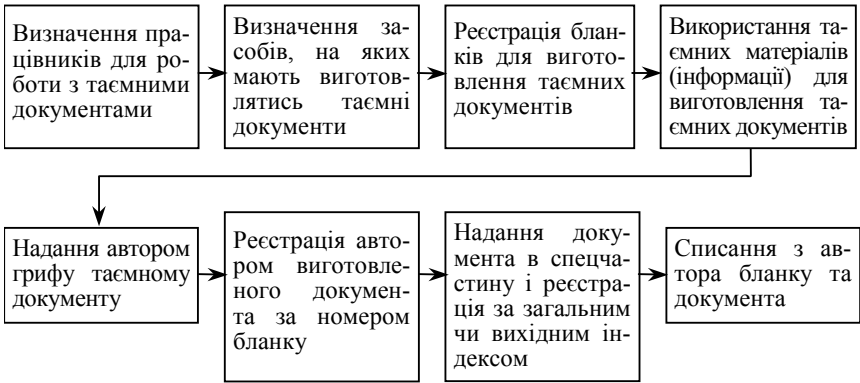 Визначення пра-
цівників для ро-
боти з таємними
документами
Визначення за-
собів, на яких
мають виготов-
лятись таємні
документи
Реєстрація блан-
ків для вигото-
влення таємних
документів
Використання та-
ємних матеріалів
(інформації) для
виготовлення та-
ємних документів
Надання автором
грифу таємному
документу
Реєстрація авто-
ром виготовле-
ного докумен-
та за номером
бланку
Надання доку-
мента в спецча-
стину і реєстра-
ція за загальним
чи вихідним ін-
дексом
Списання з ав-
тора бланку та
документа